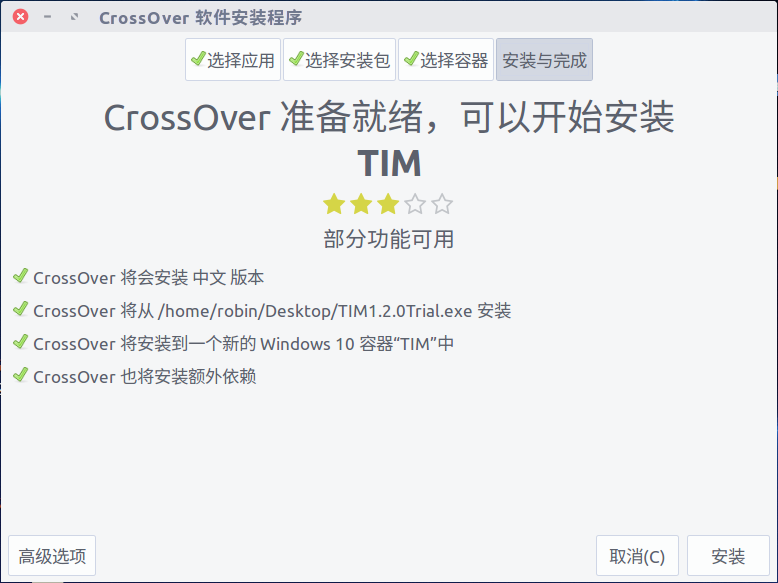 CrossOver 软件安装程序
选择应用 选择安装包 选择容器 安装与完成
CrossOver 准备就绪，可以开始安装
TIM
部分功能可用
CrossOver 将会安装 中文 版本
CrossOver 将从 /home/robin/Desktop/TIM1.2.0Trial.exe 安装
CrossOver 将安装到一个新的 Windows 10 容器“TIM”中
CrossOver 也将安装额外依赖
高级选项 取消(C) 安装